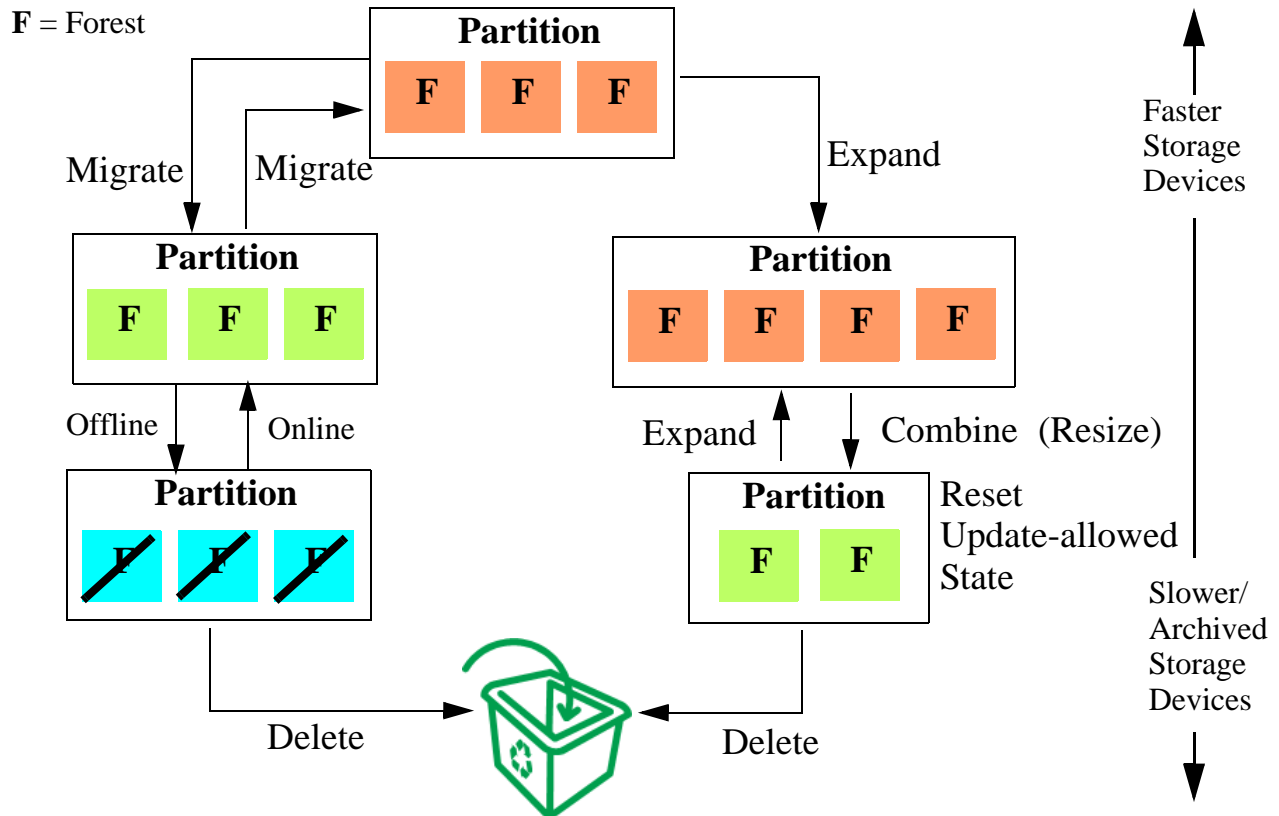 F = Forest
Partition
F F F
Migrate
Migrate
Expand
Faster
Storage
Devices
Partition
F F F
Partition
F F F F
Offline
Online
Expand
Combine (Resize)
Partition
F F F
Partition
F F
Reset
Update-allowed
State
Slower/
Archived
Storage
Devices
Delete
Delete